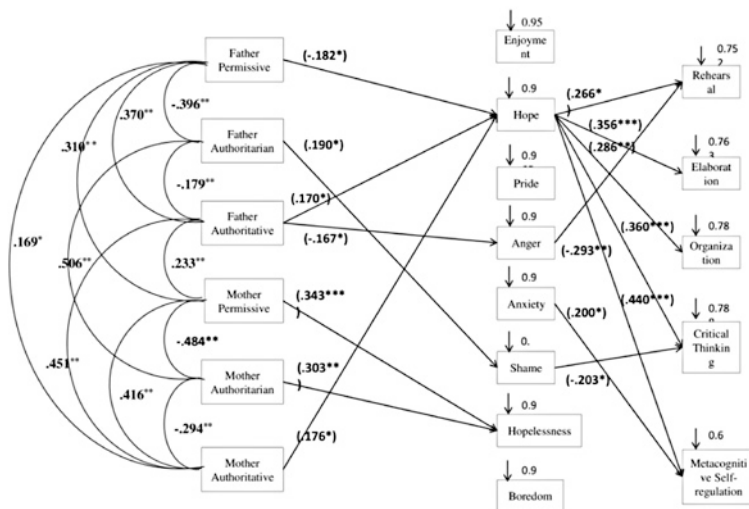 Father
Permissive
Father
Authoritarian
Father
Authoritative
Mother
Permissive
Mother
Authoritarian
Mother
Authoritative
.370**
-.396**
.310**
-.179**
.169*
.506**
.233**
-.484**
.451**
.416**
-.294**
(-.182*)
(.190*)
(.170*)
(-.167*)
(.343***
)
(.303**
)
(.176*)
0.95
Enjoyme
nt
0.9
Hope
0.9
Pride
0.9
Anger
0.9
Anxiety
0.
Shame
0.9
Hopelessness
0.9
Boredom
(.266*
)
(.356***)
(.286**)
(.360***)
(-.293**)
(.440***)
(.200*)
(-.203*)
0.75
Rehears
al
0.76
Elabora
tion
0.78
Organiza
tion
0.78
Critical
Thinkin
g
0.6
Metacogniti
ve Self-
regulation